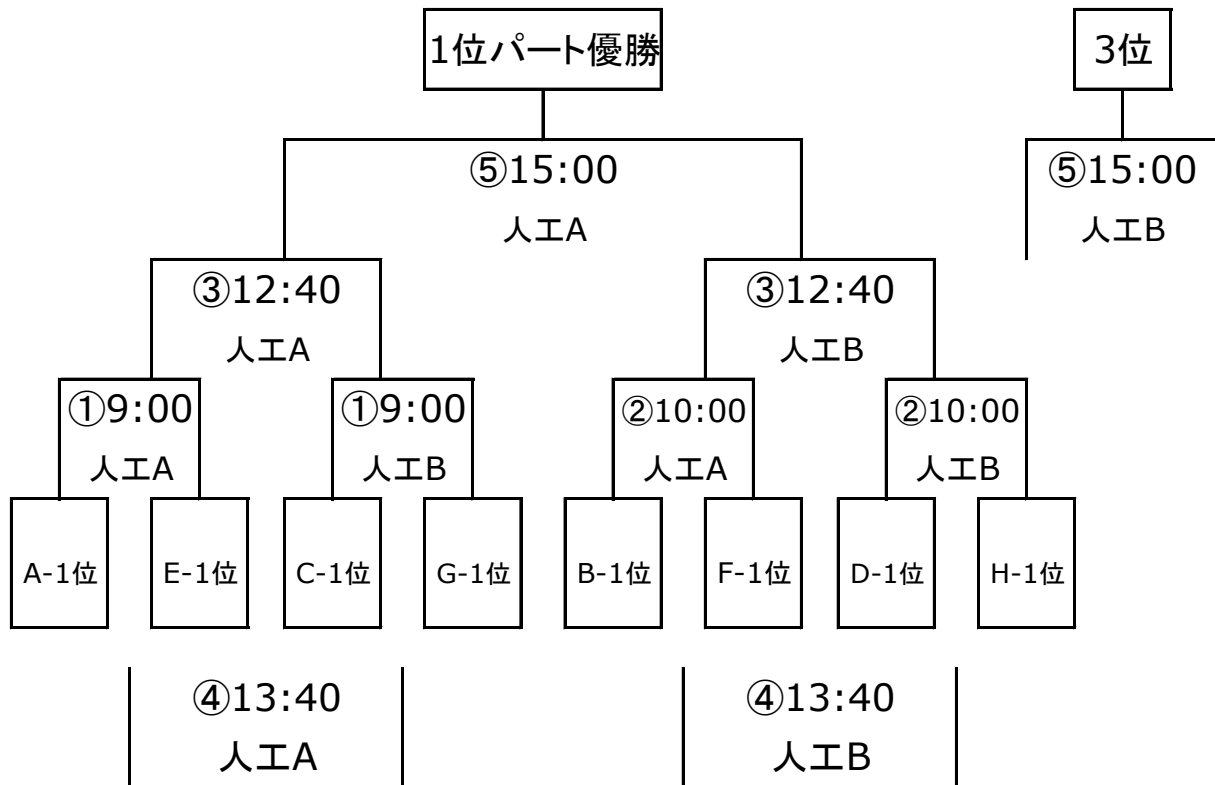 1位パート優勝
3位
⑤15:00
人工A
⑤15:00
人工B
③12:40
人工A
③12:40
人工B
①9:00
人工A
①9:00
人工B
②10:00
人工A
②10:00
人工B
A-1位
E-1位
C-1位
G-1位
B-1位
F-1位
D-1位
H-1位
④13:40
人工A
④13:40
人工B